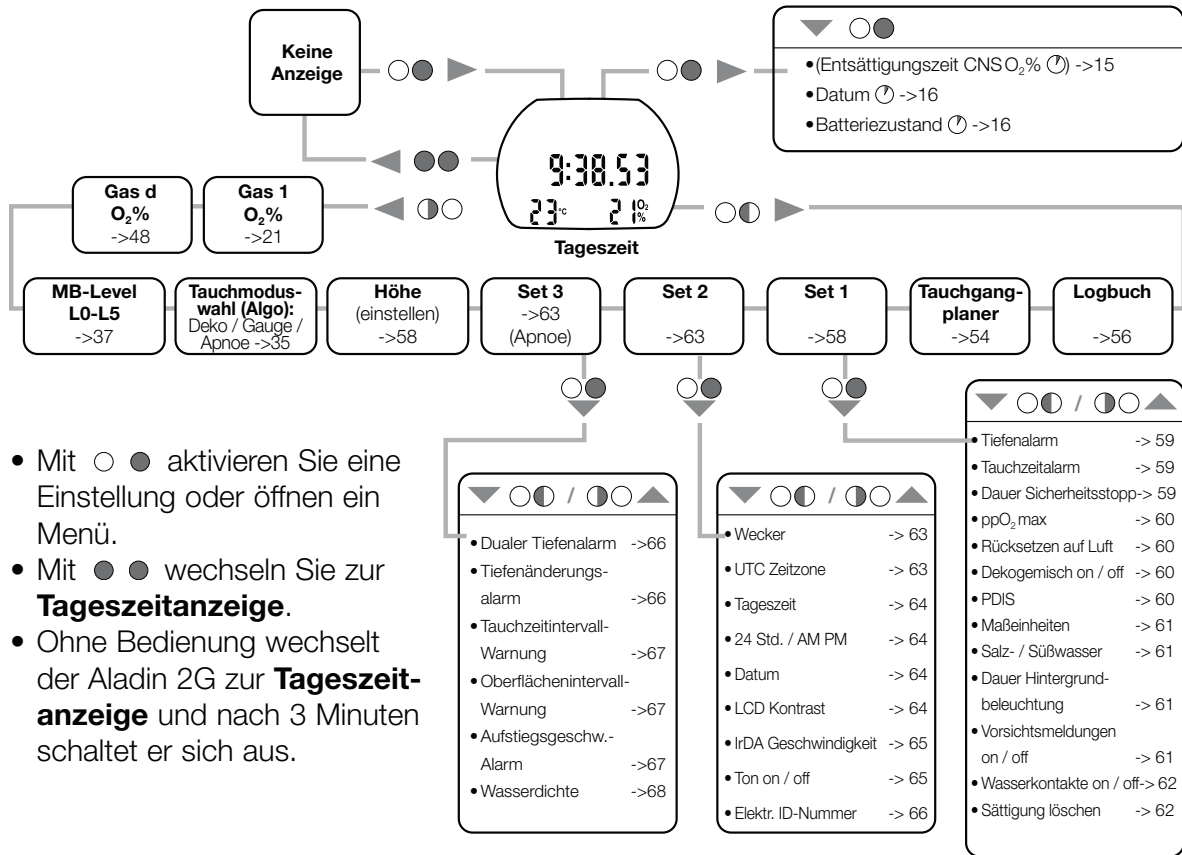 Keine
Anzeige
•(Entsättigungszeit CNS O₂% ) ->15
•Datum ->16
•Batteriezustand ->16
9:38.53
23°C 21 O₂%
Tageszeit
Gas d
O₂%
->48
Gas 1
O₂%
->21
MB-Level
L0-L5
->37
Tauchmodus-
wahl (Algo):
Deko / Gauge /
Apnoe ->35
Höhe
(einstellen)
->58
Set 3
->63
(Apnoe)
Set 2
->63
Set 1
->58
Tauchgang-
planer
->54
Logbuch
->56
• Mit aktivieren Sie eine
Einstellung oder öffnen ein
Menü.
• Mit wechseln Sie zur
Tageszeitanzeige.
• Ohne Bedienung wechselt
der Aladin 2G zur Tageszeit-
anzeige und nach 3 Minuten
schaltet er sich aus.
/
• Dualer Tiefenalarm ->66
• Tiefenänderungs-
alarm ->66
• Tauchzeitintervall-
Warnung ->67
• Oberflächenintervall-
Warnung ->67
• Aufstiegsgeschw.-
Alarm ->67
• Wasserdichte ->68
/
• Wecker -> 63
• UTC Zeitzone -> 63
• Tageszeit -> 64
• 24 Std. / AM PM -> 64
• Datum -> 64
• LCD Kontrast -> 64
• IrDA Geschwindigkeit -> 65
• Ton on / off -> 65
• Elektr. ID-Nummer -> 66
/
• Tiefenalarm -> 59
• Tauchzeitalarm -> 59
• Dauer Sicherheitsstopp-> 59
• ppO₂ max -> 60
• Rücksetzen auf Luft -> 60
• Dekogemisch on / off -> 60
• PDIS -> 60
• Maßeinheiten -> 61
• Salz- / Süßwasser -> 61
• Dauer Hintergrund-
beleuchtung -> 61
• Vorsichtsmeldungen
on / off -> 61
• Wasserkontakte on / off-> 62
• Sättigung löschen -> 62